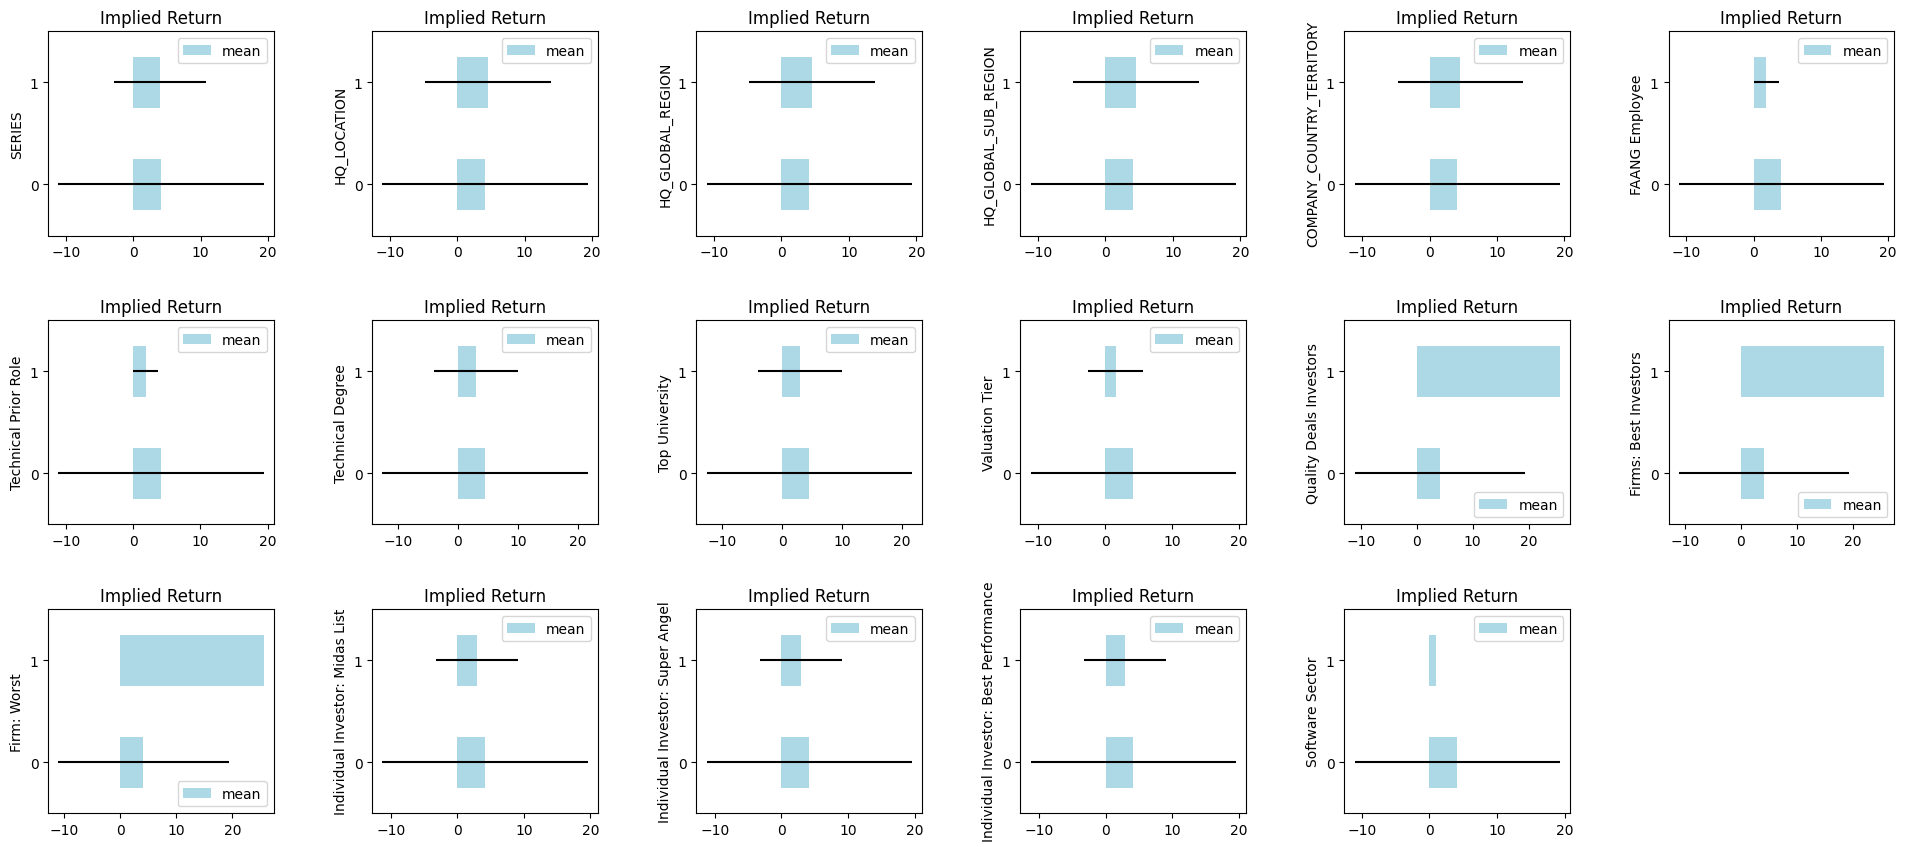 Implied Return
mean
SERIES
1
0
−10 0 10 20
Implied Return
mean
HQ_LOCATION
1
0
−10 0 10 20
Implied Return
mean
HQ_GLOBAL_REGION
1
0
−10 0 10 20
Implied Return
mean
HQ_GLOBAL_SUB_REGION
1
0
−10 0 10 20
Implied Return
mean
COMPANY_COUNTRY_TERRITORY
1
0
−10 0 10 20
Implied Return
mean
FAANG Employee
1
0
−10 0 10 20
Implied Return
mean
Technical Prior Role
1
0
−10 0 10 20
Implied Return
mean
Technical Degree
1
0
−10 0 10 20
Implied Return
mean
Top University
1
0
−10 0 10 20
Implied Return
mean
Valuation Tier
1
0
−10 0 10 20
Implied Return
Quality Deals Investors
1
0
mean
−10 0 10 20
Implied Return
Firms: Best Investors
1
0
mean
−10 0 10 20
Implied Return
Firm: Worst
1
0
mean
−10 0 10 20
Implied Return
mean
Individual Investor: Midas List
1
0
−10 0 10 20
Implied Return
mean
Individual Investor: Super Angel
1
0
−10 0 10 20
Implied Return
mean
Individual Investor: Best Performance
1
0
−10 0 10 20
Implied Return
mean
Software Sector
1
0
−10 0 10 20